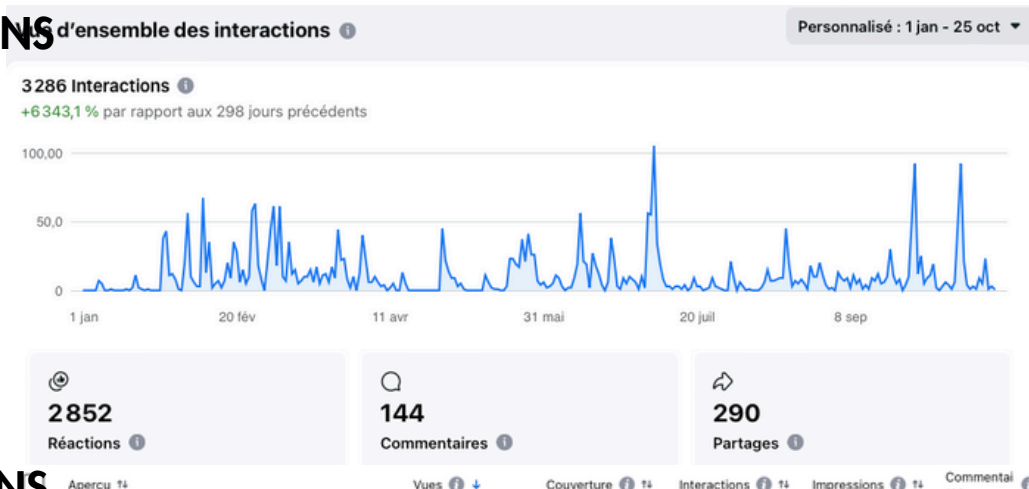 NS d'ensemble des interactions
Personnalisé : 1 jan - 25 oct
3 286 Interactions
+6 343,1 % par rapport aux 298 jours précédents
100,00
50,0
0
1 jan 20 fév 11 avr 31 mai 20 juil 8 sep
2 852 144 290
Réactions Commentaires Partages
NS Aperçu Vues Couverture Interactions Impressions Commentai